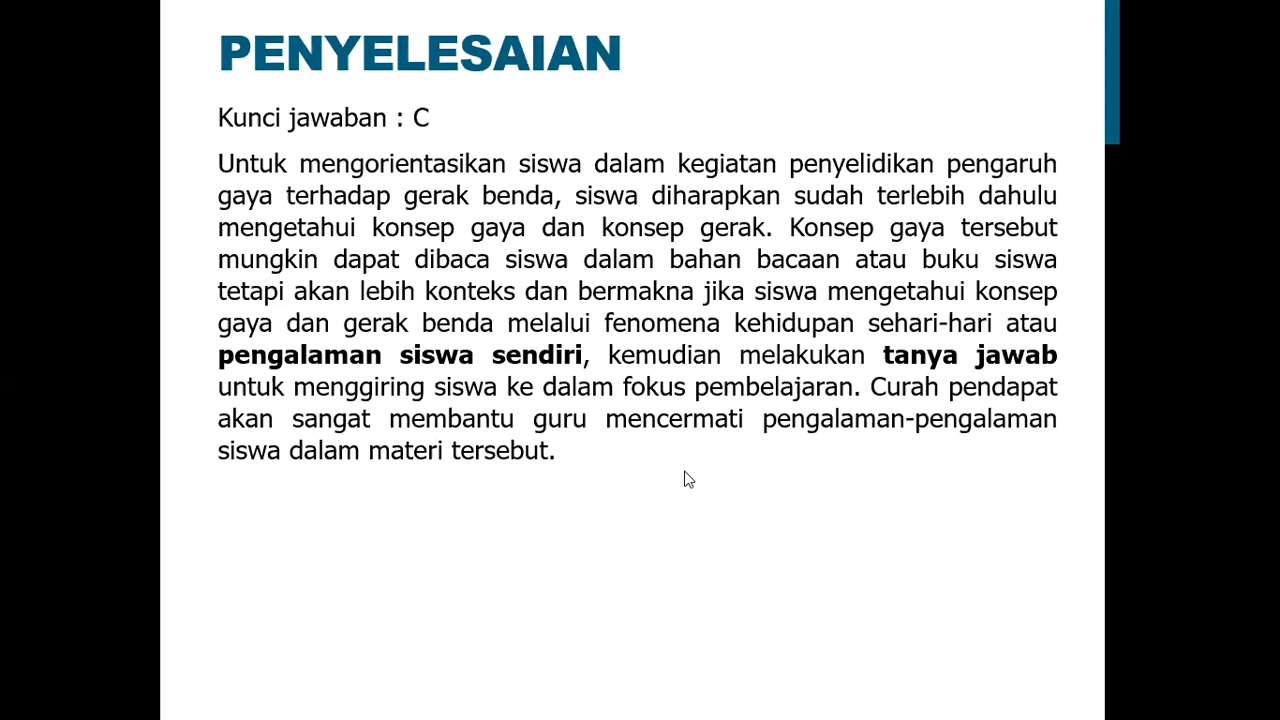 PENYELESAIAN
Kunci jawaban : C
Untuk mengorientasikan siswa dalam kegiatan penyelidikan pengaruh
gaya terhadap gerak benda, siswa diharapkan sudah terlebih dahulu
mengetahui konsep gaya dan konsep gerak. Konsep gaya tersebut
mungkin dapat dibaca siswa dalam bahan bacaan atau buku siswa
tetapi akan lebih konteks dan bermakna jika siswa mengetahui konsep
gaya dan gerak benda melalui fenomena kehidupan sehari-hari atau
pengalaman siswa sendiri, kemudian melakukan tanya jawab
untuk menggiring siswa ke dalam fokus pembelajaran. Curah pendapat
akan sangat membantu guru mencermati pengalaman-pengalaman
siswa dalam materi tersebut.